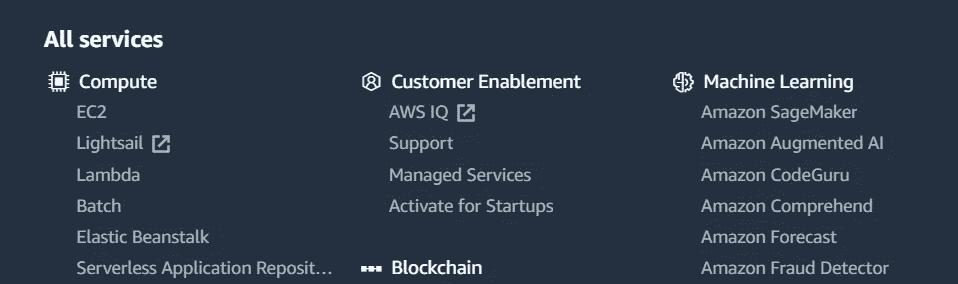 All services
Compute
EC2
Lightsail
Lambda
Batch
Elastic Beanstalk
Serverless Application Reposit...
Customer Enablement
AWS IQ
Support
Managed Services
Activate for Startups
Blockchain
Machine Learning
Amazon SageMaker
Amazon Augmented AI
Amazon CodeGuru
Amazon Comprehend
Amazon Forecast
Amazon Fraud Detector